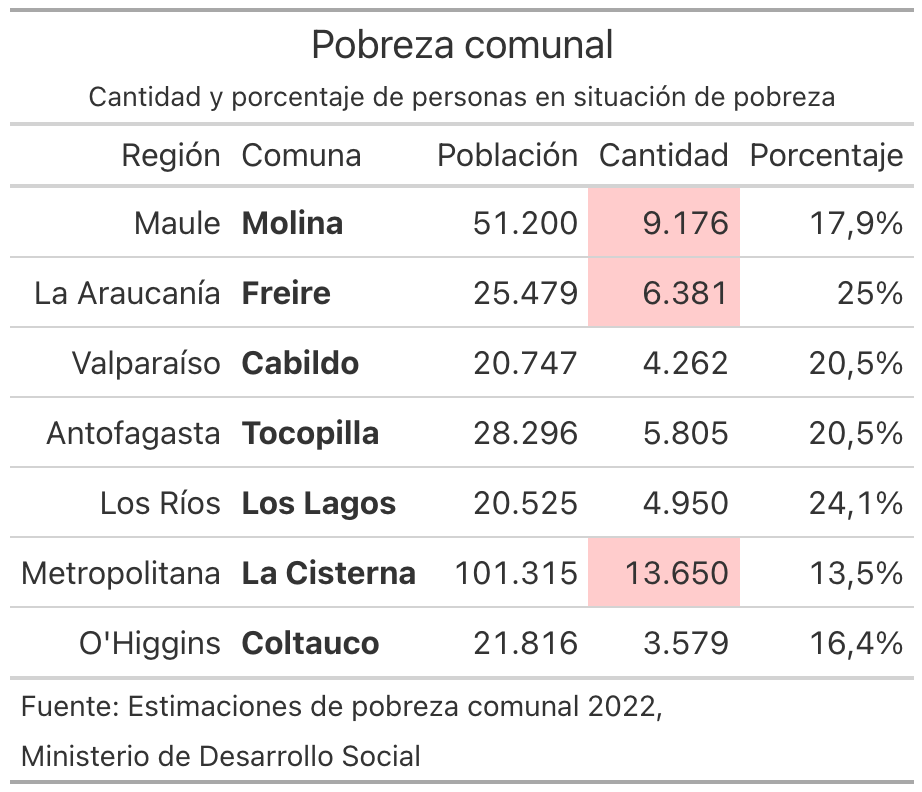 Pobreza comunal
Cantidad y porcentaje de personas en situación de pobreza
Región Comuna Población Cantidad Porcentaje
Maule Molina 51.200 9.176 17,9%
La Araucanía Freire 25.479 6.381 25%
Valparaíso Cabildo 20.747 4.262 20,5%
Antofagasta Tocopilla 28.296 5.805 20,5%
Los Ríos Los Lagos 20.525 4.950 24,1%
Metropolitana La Cisterna 101.315 13.650 13,5%
O'Higgins Coltauco 21.816 3.579 16,4%
Fuente: Estimaciones de pobreza comunal 2022,
Ministerio de Desarrollo Social